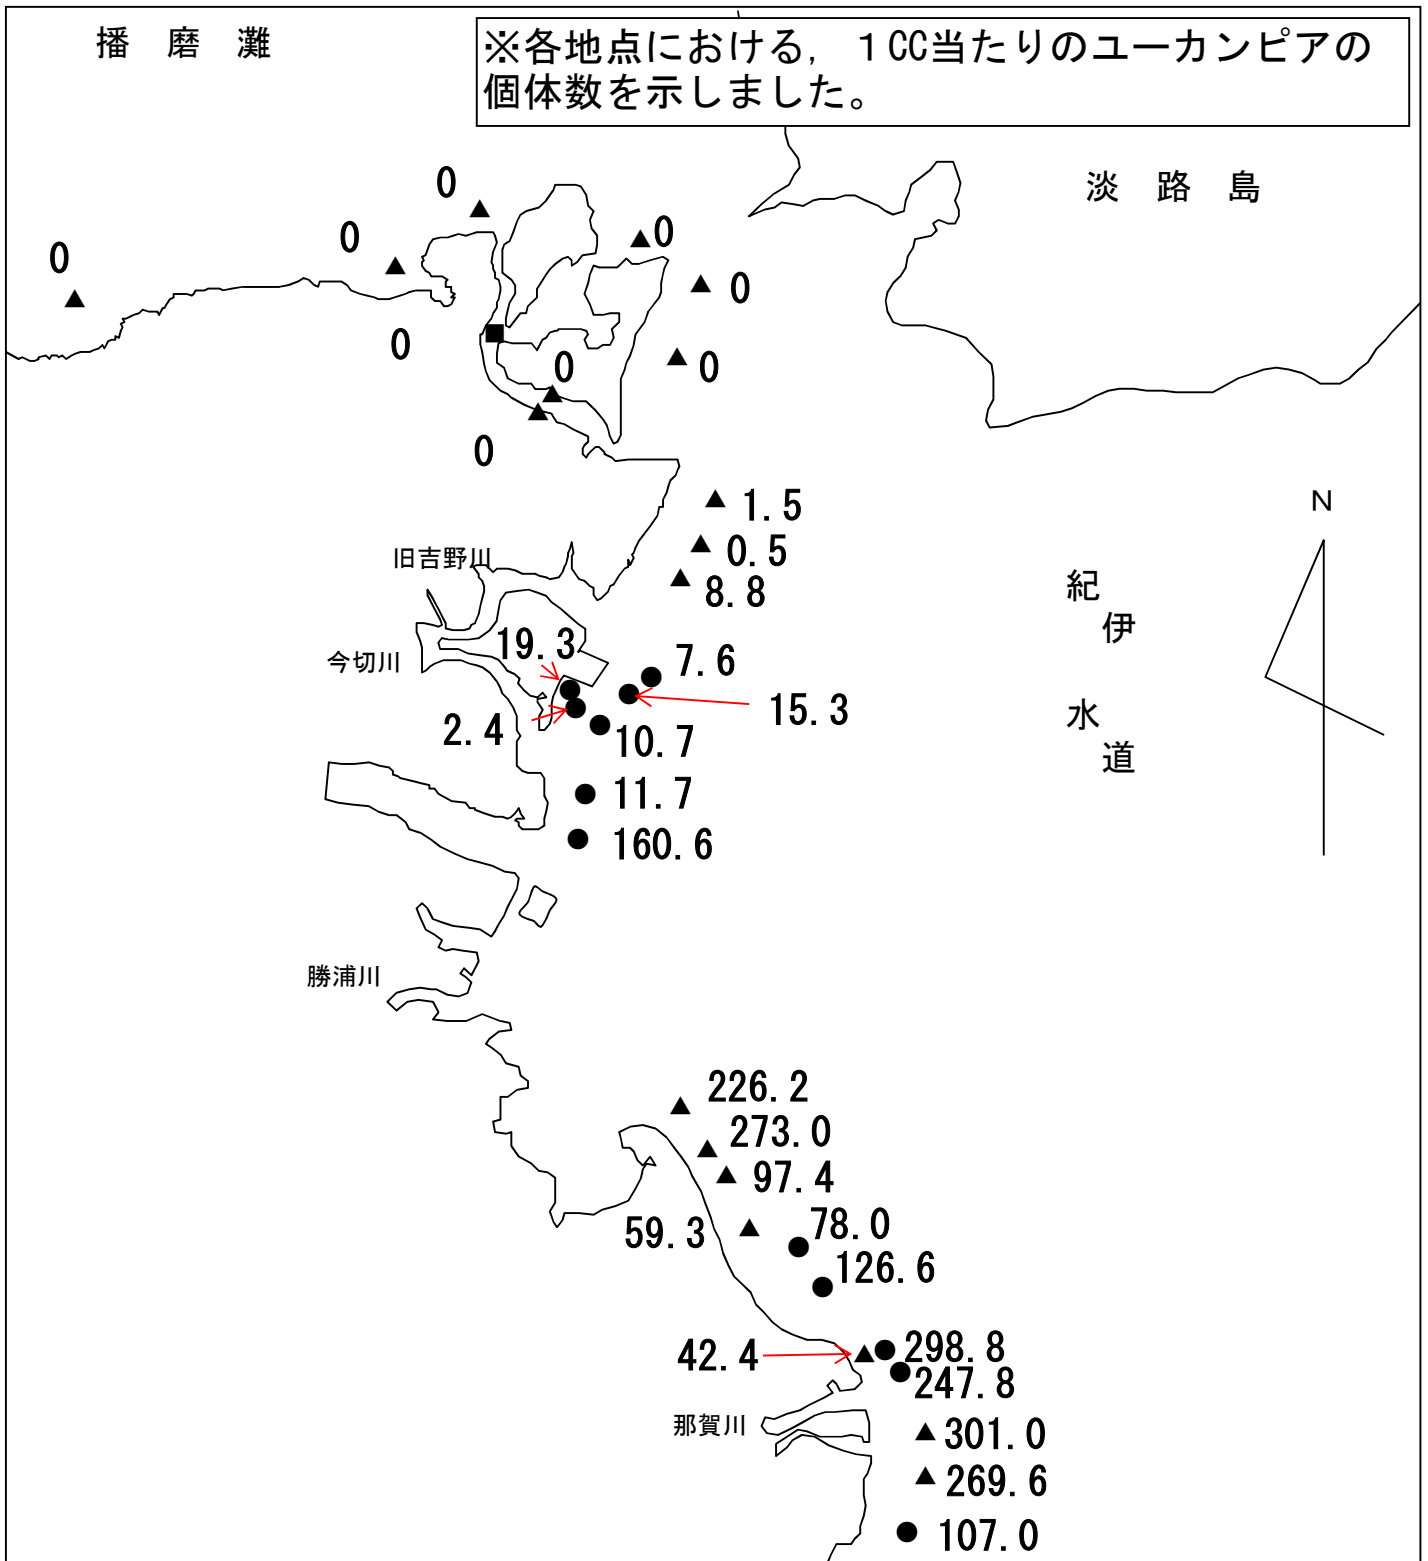 播磨灘
※各地点における, 1CC当たりのユーカンピアの
個体数を示しました。
淡路島
0
0
0
0
0
0
0
0
0
1.5
N
0.5
旧吉野川
8.8
紀
伊
19.3
7.6
今切川
15.3
水
2.4
10.7
道
11.7
160.6
勝浦川
226.2
273.0
97.4
59.3
78.0
126.6
42.4
298.8
247.8
那賀川
301.0
269.6
107.0